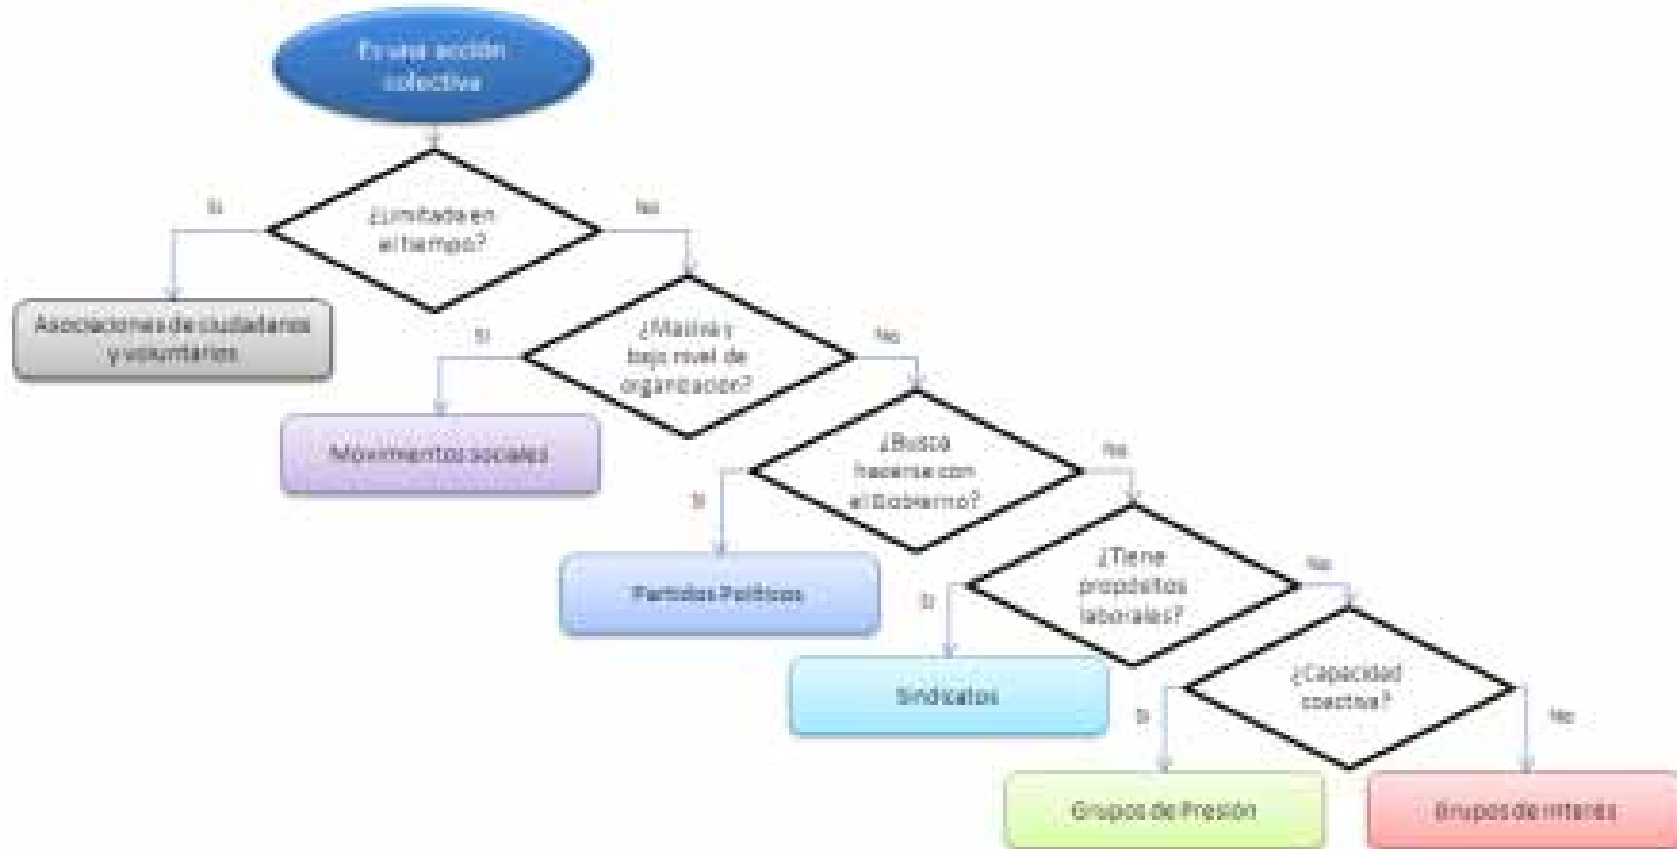 Es una acción
colectiva
Si
No
¿Limitada en
el tiempo?
Asociaciones de ciudadanos
y voluntarios
Si
No
¿Masiva y
bajo nivel de
organización?
Movimientos sociales
Si
No
¿Busca
hacerse con
el Gobierno?
Partidos Políticos
Si
No
¿Tiene
propósitos
laborales?
Sindicatos
Si
No
¿Capacidad
coactiva?
Grupos de Presión
Grupos de interés